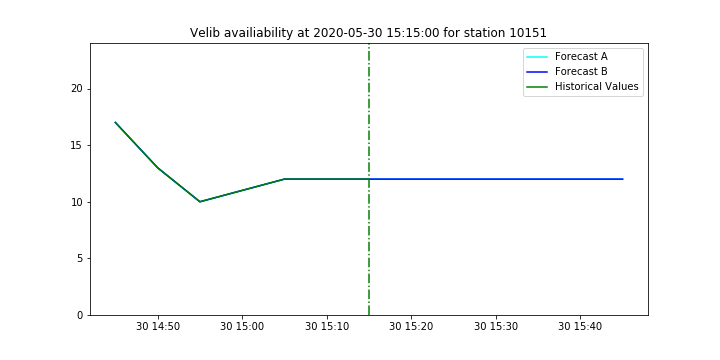 Velib availiability at 2020-05-30 15:15:00 for station 10151
Forecast A
Forecast B
Historical Values
20
15
10
5
0
30 14:50 30 15:00 30 15:10 30 15:20 30 15:30 30 15:40